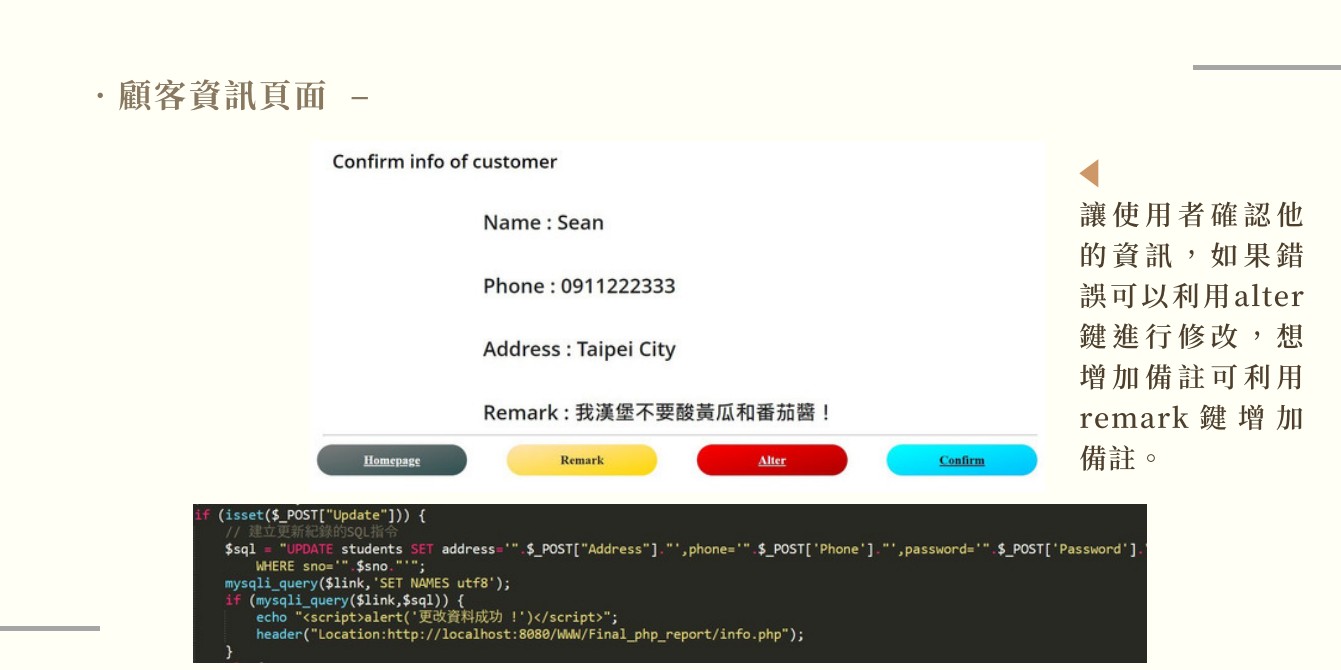 ·顧客資訊頁面 –
Confirm info of customer
Name : Sean
Phone : 0911222333
Address : Taipei City
Remark : 我漢堡不要酸黃瓜和番茄醬！
Homepage
Remark
Alter
Confirm
讓使用者確認他
的資訊，如果錯
誤可以利用alter
鍵進行修改，想
增加備註可利用
remark鍵增加
備註。
if (isset($_POST["Update"])) {
// 建立更新紀錄的SQL指令
$sql = "UPDATE students SET address='".$_POST["Address"]."',phone='".$_POST['Phone']."',password='".$_POST['Password'].'
WHERE sno='".$sno."'";
mysqli_query($link,'SET NAMES utf8');
if (mysqli_query($link,$sql)) {
echo "<script>alert('更改資料成功 !')</script>";
header("Location:http://localhost:8080/WWW/Final_php_report/info.php");
}